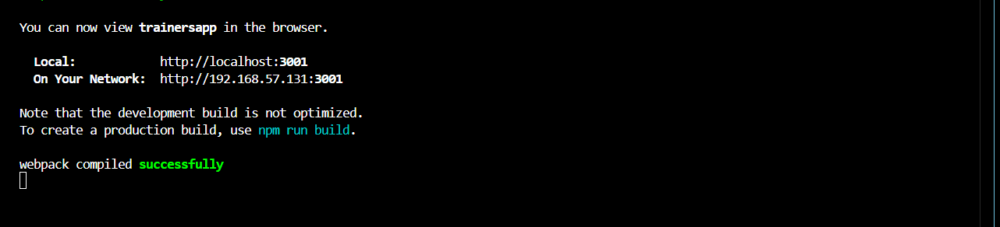 You can now view trainersapp in the browser.
Local: http://localhost:3001
On Your Network: http://192.168.57.131:3001
Note that the development build is not optimized.
To create a production build, use npm run build.
webpack compiled successfully